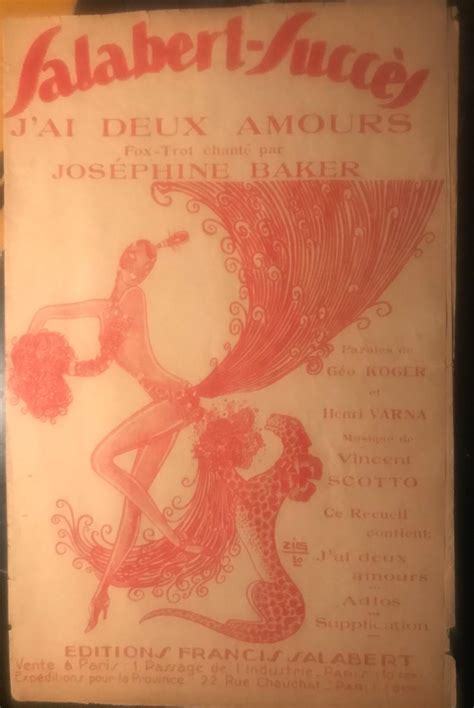 Salabert-Succès
J'AI DEUX AMOURS
Fox-Trot chanté par
JOSÉPHINE BAKER
Paroles de
Géo KOGER
et
Henri VARNA
Musique de
Vincent
SCOTTO
Ce Recueil
contient:
J'ai deux
amours
Adios
Supplication
ZIG
EDITIONS FRANCIS SALABERT
Vente à Paris: 1 Passage de l'Industrie, PARIS
Expéditions pour la Province: 22 Rue Chauchat, PARIS